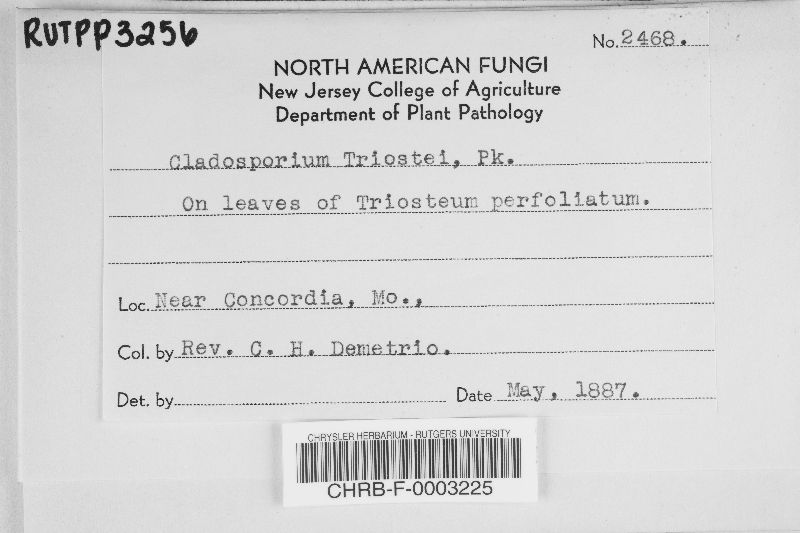 RUTPP3256
No. 2468.
NORTH AMERICAN FUNGI
New Jersey College of Agriculture
Department of Plant Pathology
Cladosporium Triostei, Pk.
On leaves of Triosteum perfoliatum.
Loc. Near Concordia, Mo.,
Col. by Rev. C. H. Demetrio.
Det. by
Date May, 1887.
CHRYSLER HERBARIUM - RUTGERS UNIVERSITY
CHRB-F-0003225